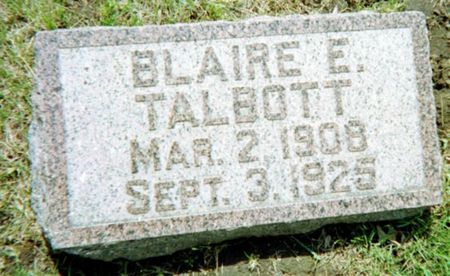 BLAIRE E.
TALBOTT
MAR. 2, 1908
SEPT. 3, 1925